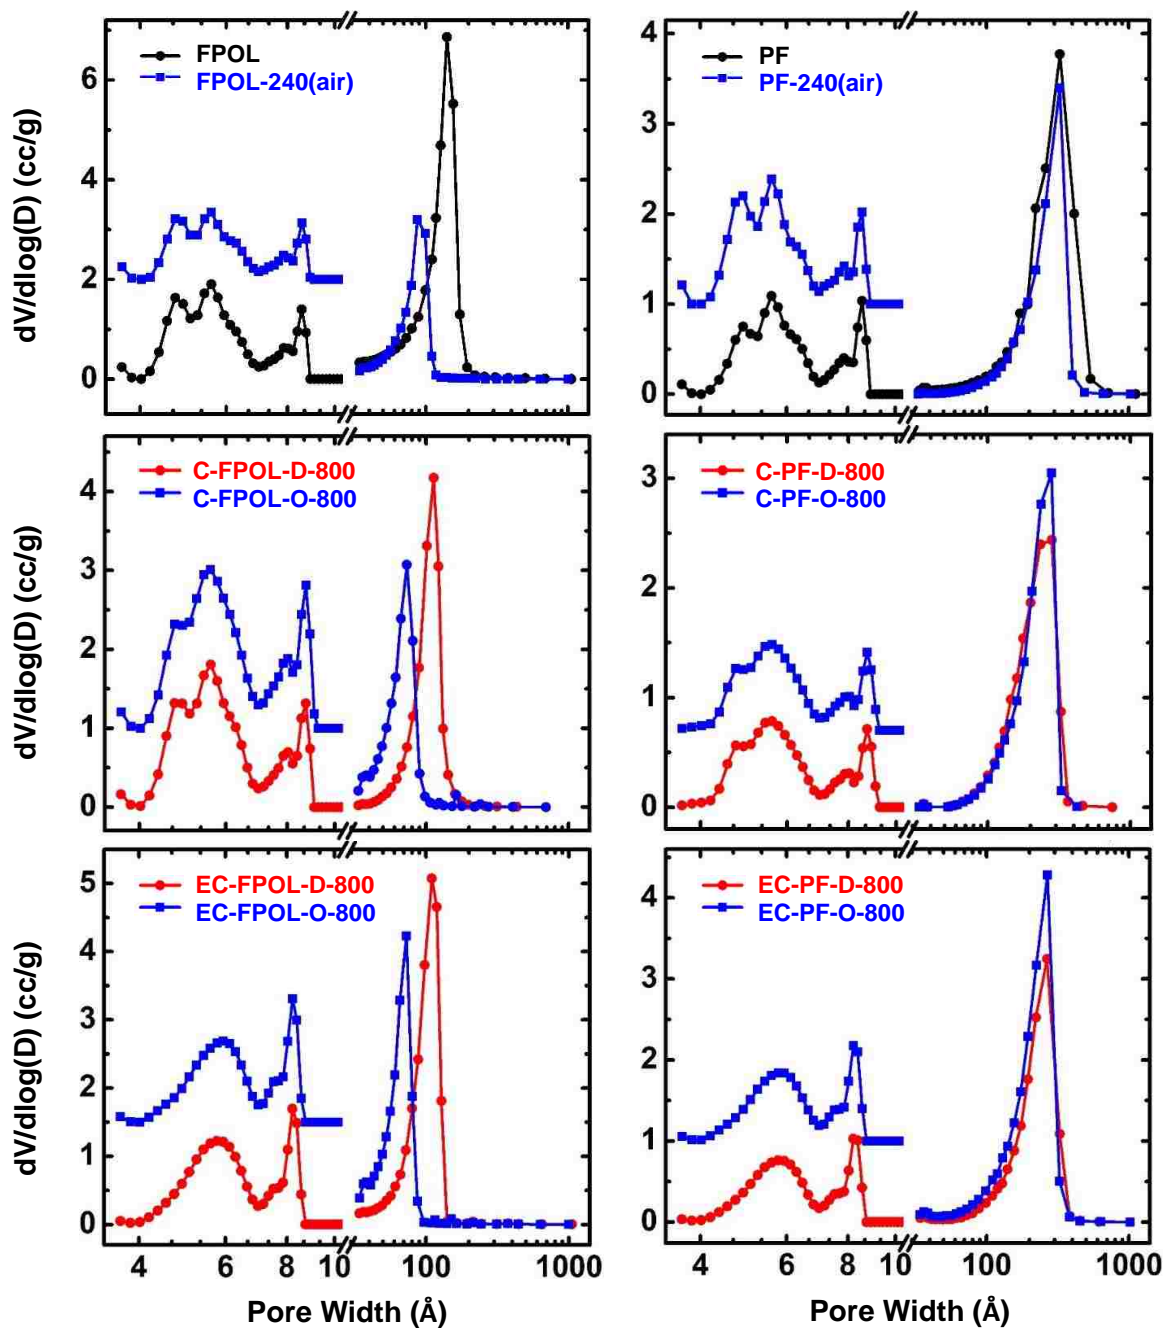 FPOL
FPOL-240(air)
dV/dlog(D) (cc/g)
6
4
2
0
PF
PF-240(air)
4
3
2
1
0
C-FPOL-D-800
C-FPOL-O-800
dV/dlog(D) (cc/g)
4
3
2
1
0
C-PF-D-800
C-PF-O-800
3
2
1
0
EC-FPOL-D-800
EC-FPOL-O-800
dV/dlog(D) (cc/g)
5
4
3
2
1
0
4 6 8 10 100 1000
Pore Width (Å)
EC-PF-D-800
EC-PF-O-800
4
3
2
1
0
4 6 8 10 100 1000
Pore Width (Å)